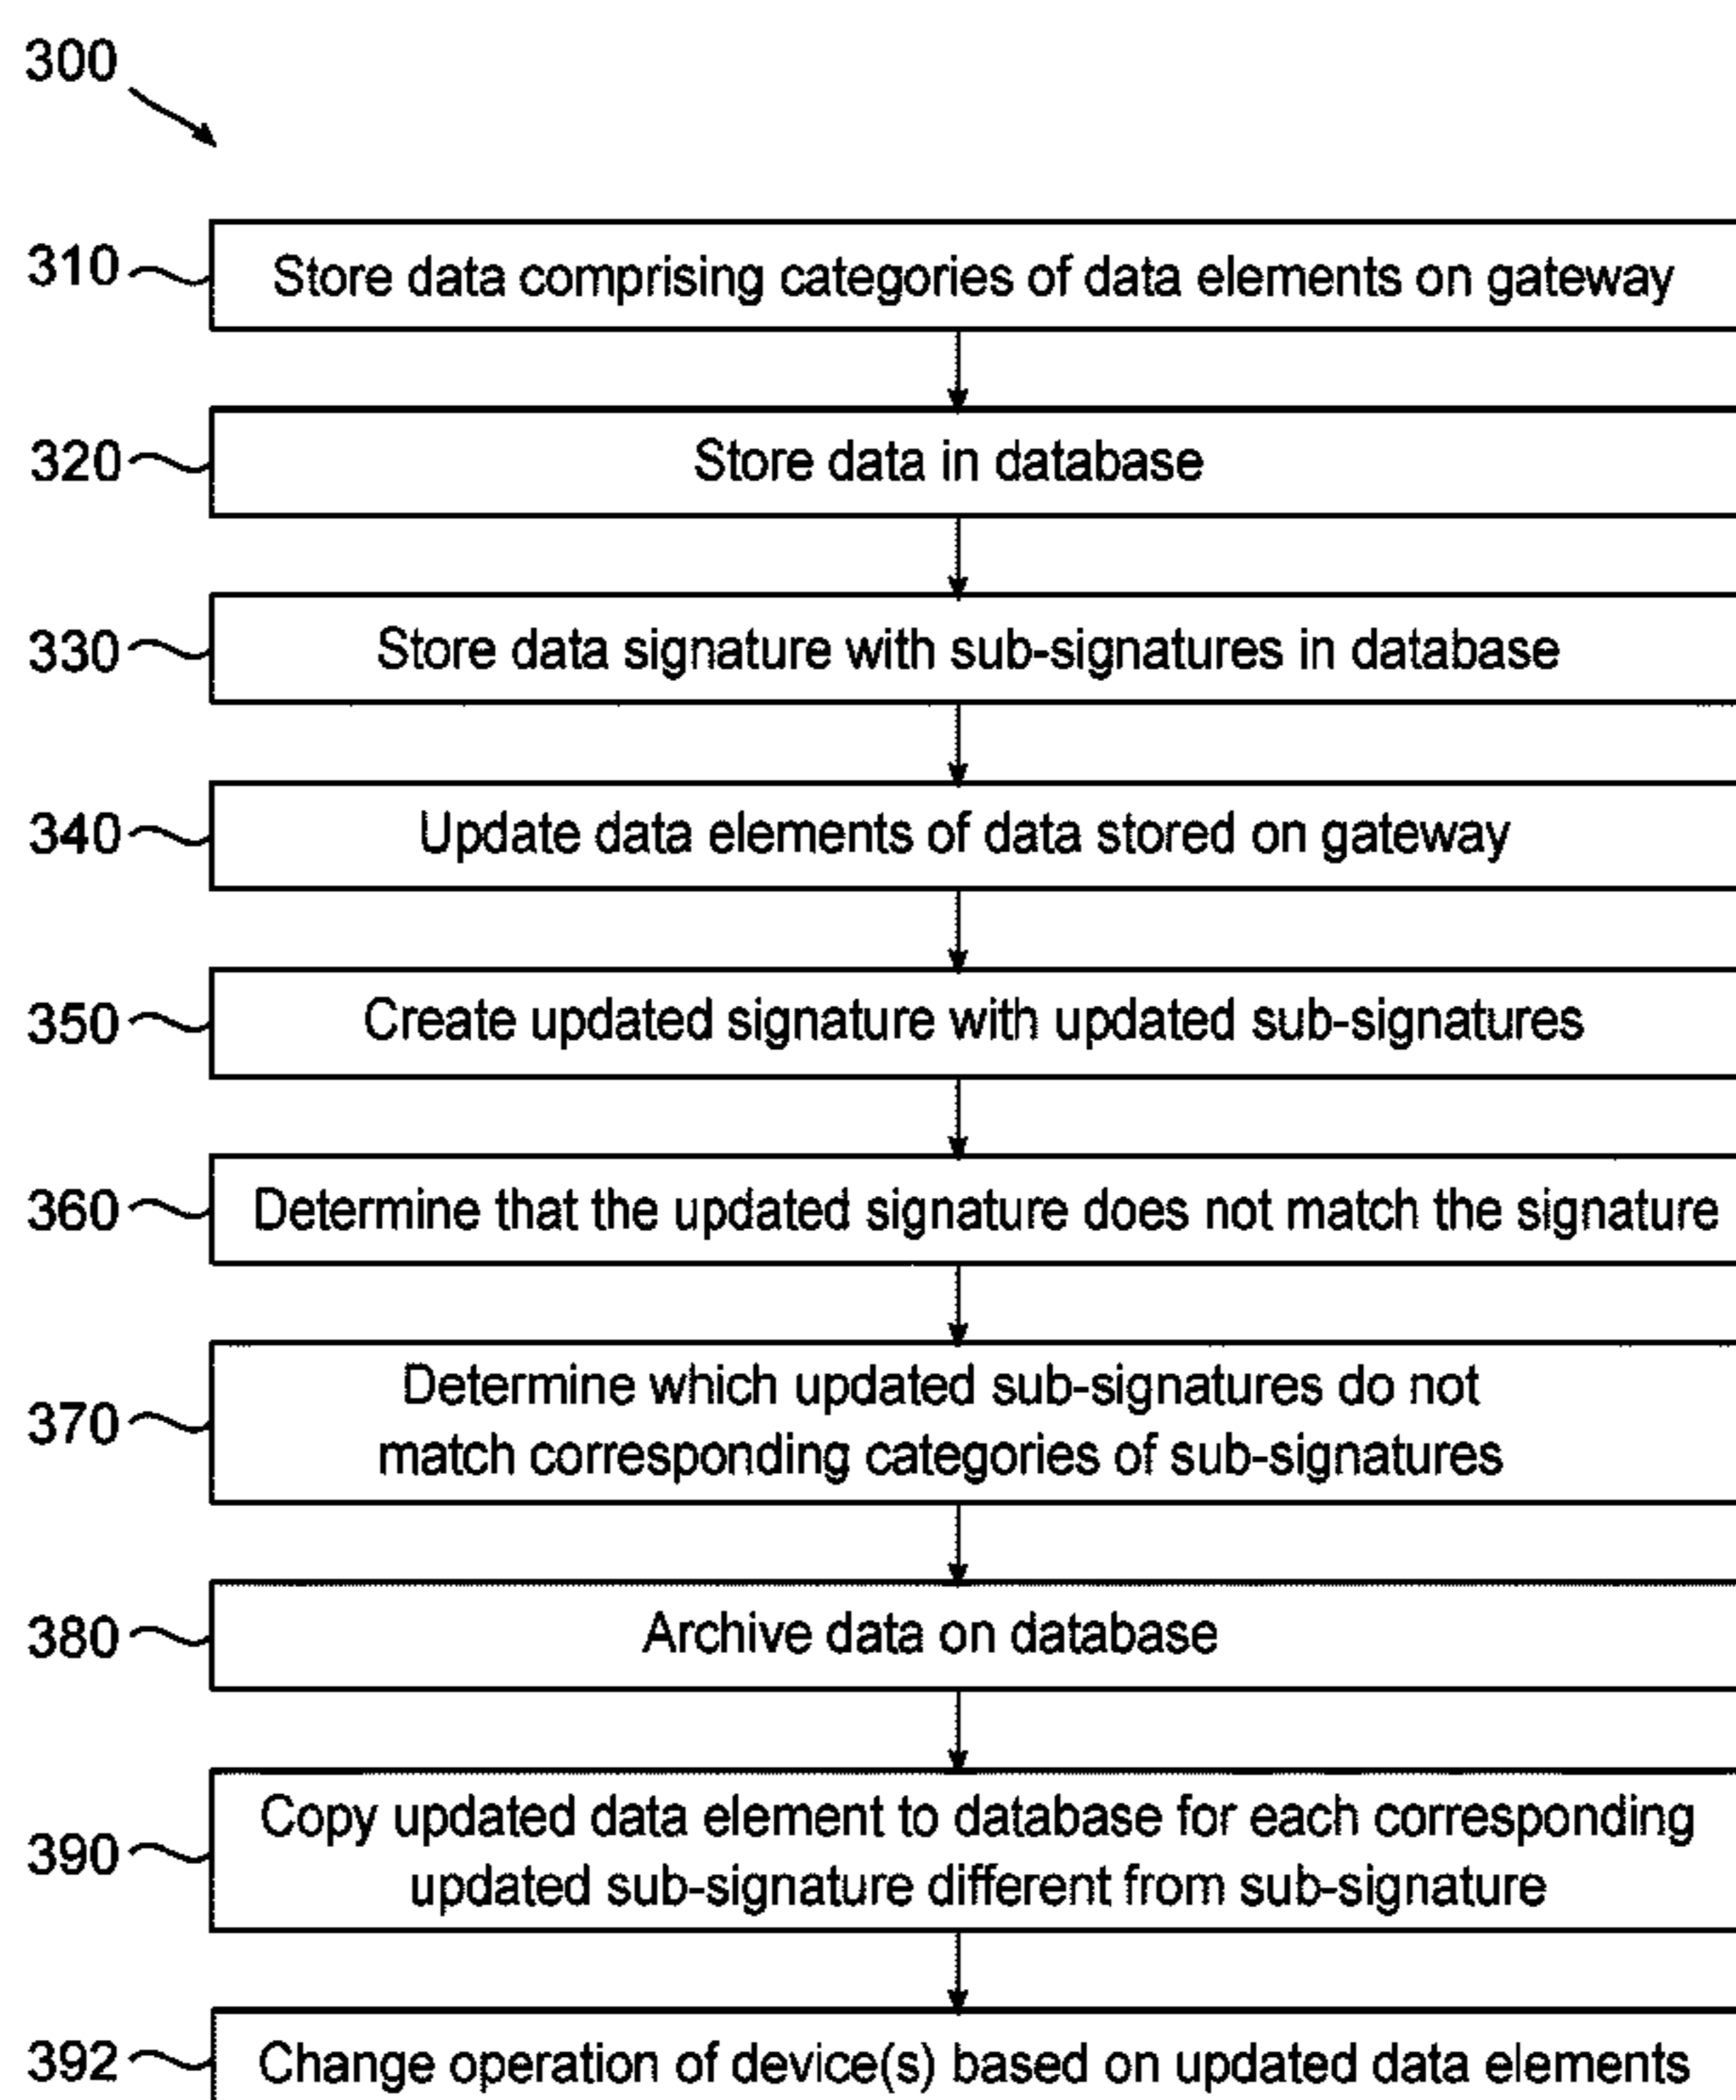 300
310 Store data comprising categories of data elements on gateway
320 Store data in database
330 Store data signature with sub-signatures in database
340 Update data elements of data stored on gateway
350 Create updated signature with updated sub-signatures
360 Determine that the updated signature does not match the signature
370 Determine which updated sub-signatures do not
match corresponding categories of sub-signatures
380 Archive data on database
390 Copy updated data element to database for each corresponding
updated sub-signature different from sub-signature
392 Change operation of device(s) based on updated data elements